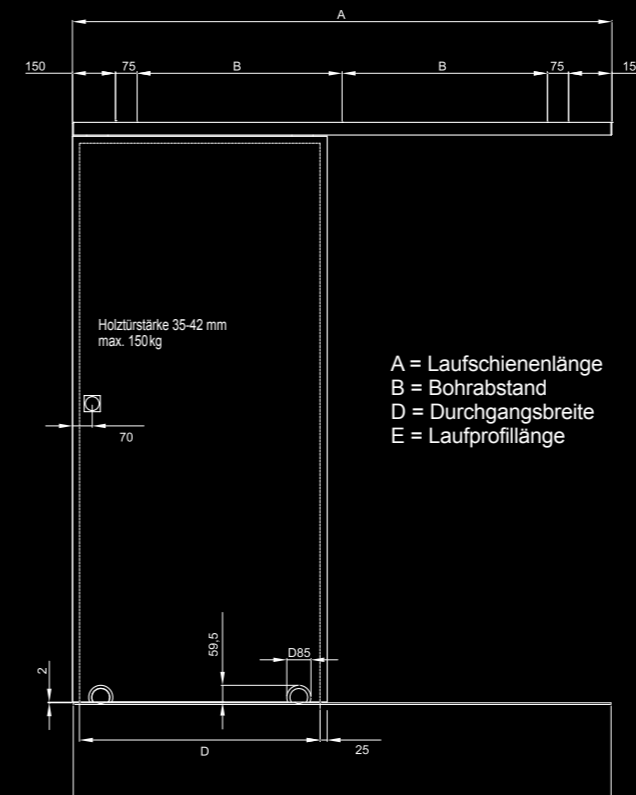 A
150 75 B B 75 15
Holztürstärke 35-42 mm
max. 150kg
A = Laufschienenlänge
B = Bohrabstand
D = Durchgangsbreite
E = Laufprofillänge
70
59,5
D85
2
D
25